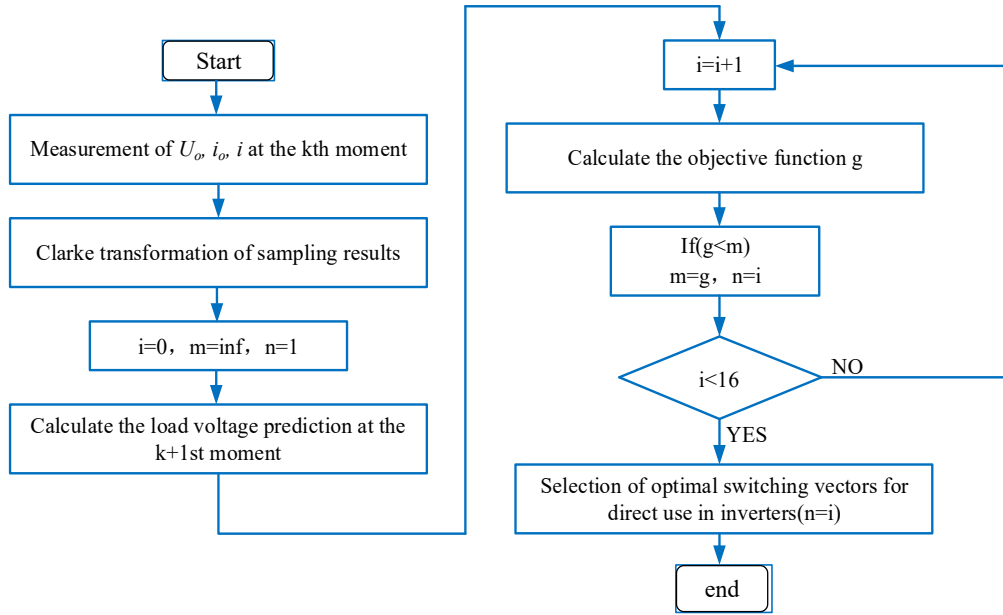 Start
Measurement of Uₒ, iₒ, i at the kth moment
Clarke transformation of sampling results
i=0，m=inf，n=1
Calculate the load voltage prediction at the
k+1st moment
i=i+1
Calculate the objective function g
If(g<m)
m=g，n=i
i<16
NO
YES
Selection of optimal switching vectors for
direct use in inverters(n=i)
end